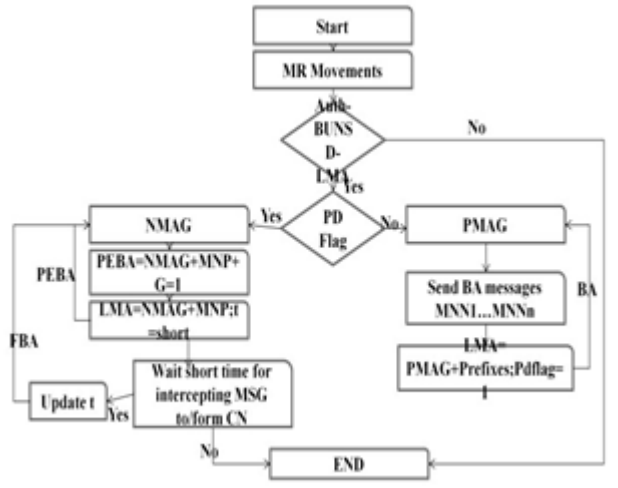 Start
MR Movements
Auth-
BUNS
D-
LMA
No
Yes
PD
Flag
Yes
No
NMAG
PMAG
PEBA=NMAG+MNP+
G=1
PEBA
Send BA messages
MNN1...MNNn
BA
LMA=NMAG+MNP;t
=short
FBA
LMA=
PMAG+Prefixes;Pdflag=
1
Wait short time for
intercepting MSG
to/form CN
Update t
Yes
No
END